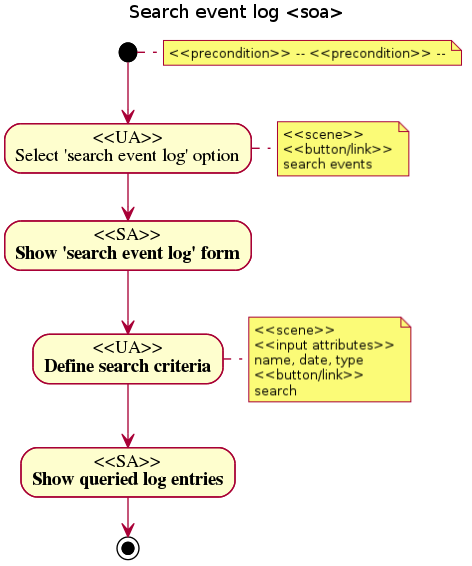 Search event log <soa>
<<precondition>> -- <<precondition>> --
<<UA>>
Select 'search event log' option
<<scene>>
<<button/link>>
search events
<<SA>>
Show 'search event log' form
<<UA>>
Define search criteria
<<scene>>
<<input attributes>>
name, date, type
<<button/link>>
search
<<SA>>
Show queried log entries